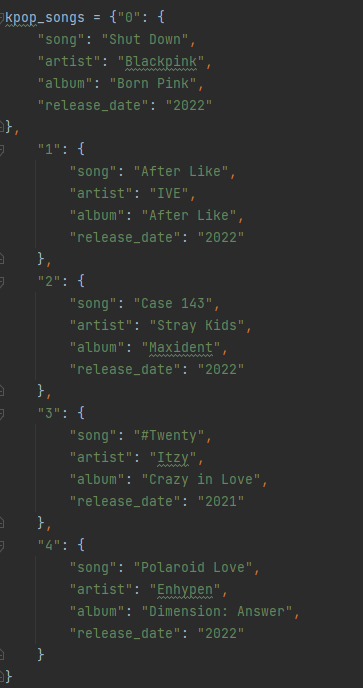 kpop_songs = {"0": {
    "song": "Shut Down",
    "artist": "Blackpink",
    "album": "Born Pink",
    "release_date": "2022"
},
    "1": {
        "song": "After Like",
        "artist": "IVE",
        "album": "After Like",
        "release_date": "2022"
    },
    "2": {
        "song": "Case 143",
        "artist": "Stray Kids",
        "album": "Maxident",
        "release_date": "2022"
    },
    "3": {
        "song": "#Twenty",
        "artist": "Itzy",
        "album": "Crazy in Love",
        "release_date": "2021"
    },
    "4": {
        "song": "Polaroid Love",
        "artist": "Enhypen",
        "album": "Dimension: Answer",
        "release_date": "2022"
    }
}